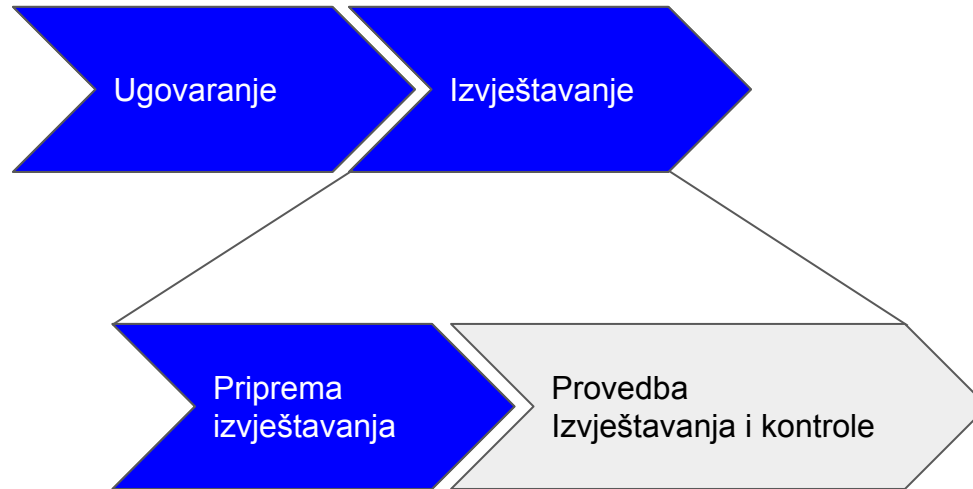 Ugovaranje
Izvještavanje
Priprema
izvještavanja
Provedba
Izvještavanja i kontrole